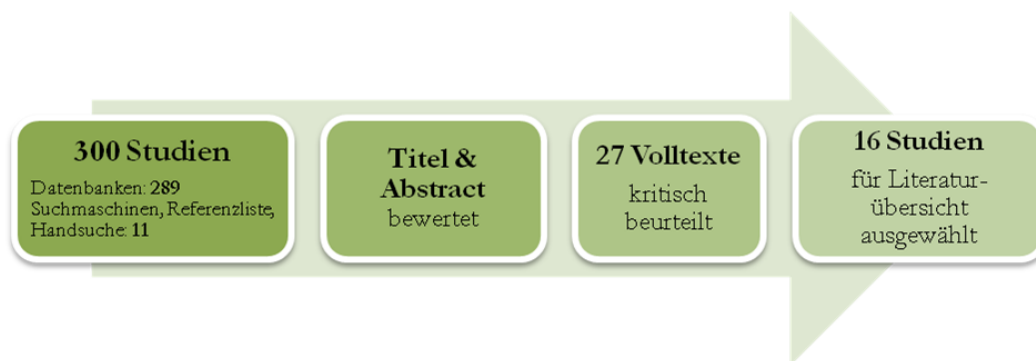 300 Studien
Datenbanken: 289
Suchmaschinen, Referenzliste,
Handsuche: 11
Titel &
Abstract
bewertet
27 Volltexte
kritisch
beurteilt
16 Studien
für Literatur-
übersicht
ausgewählt